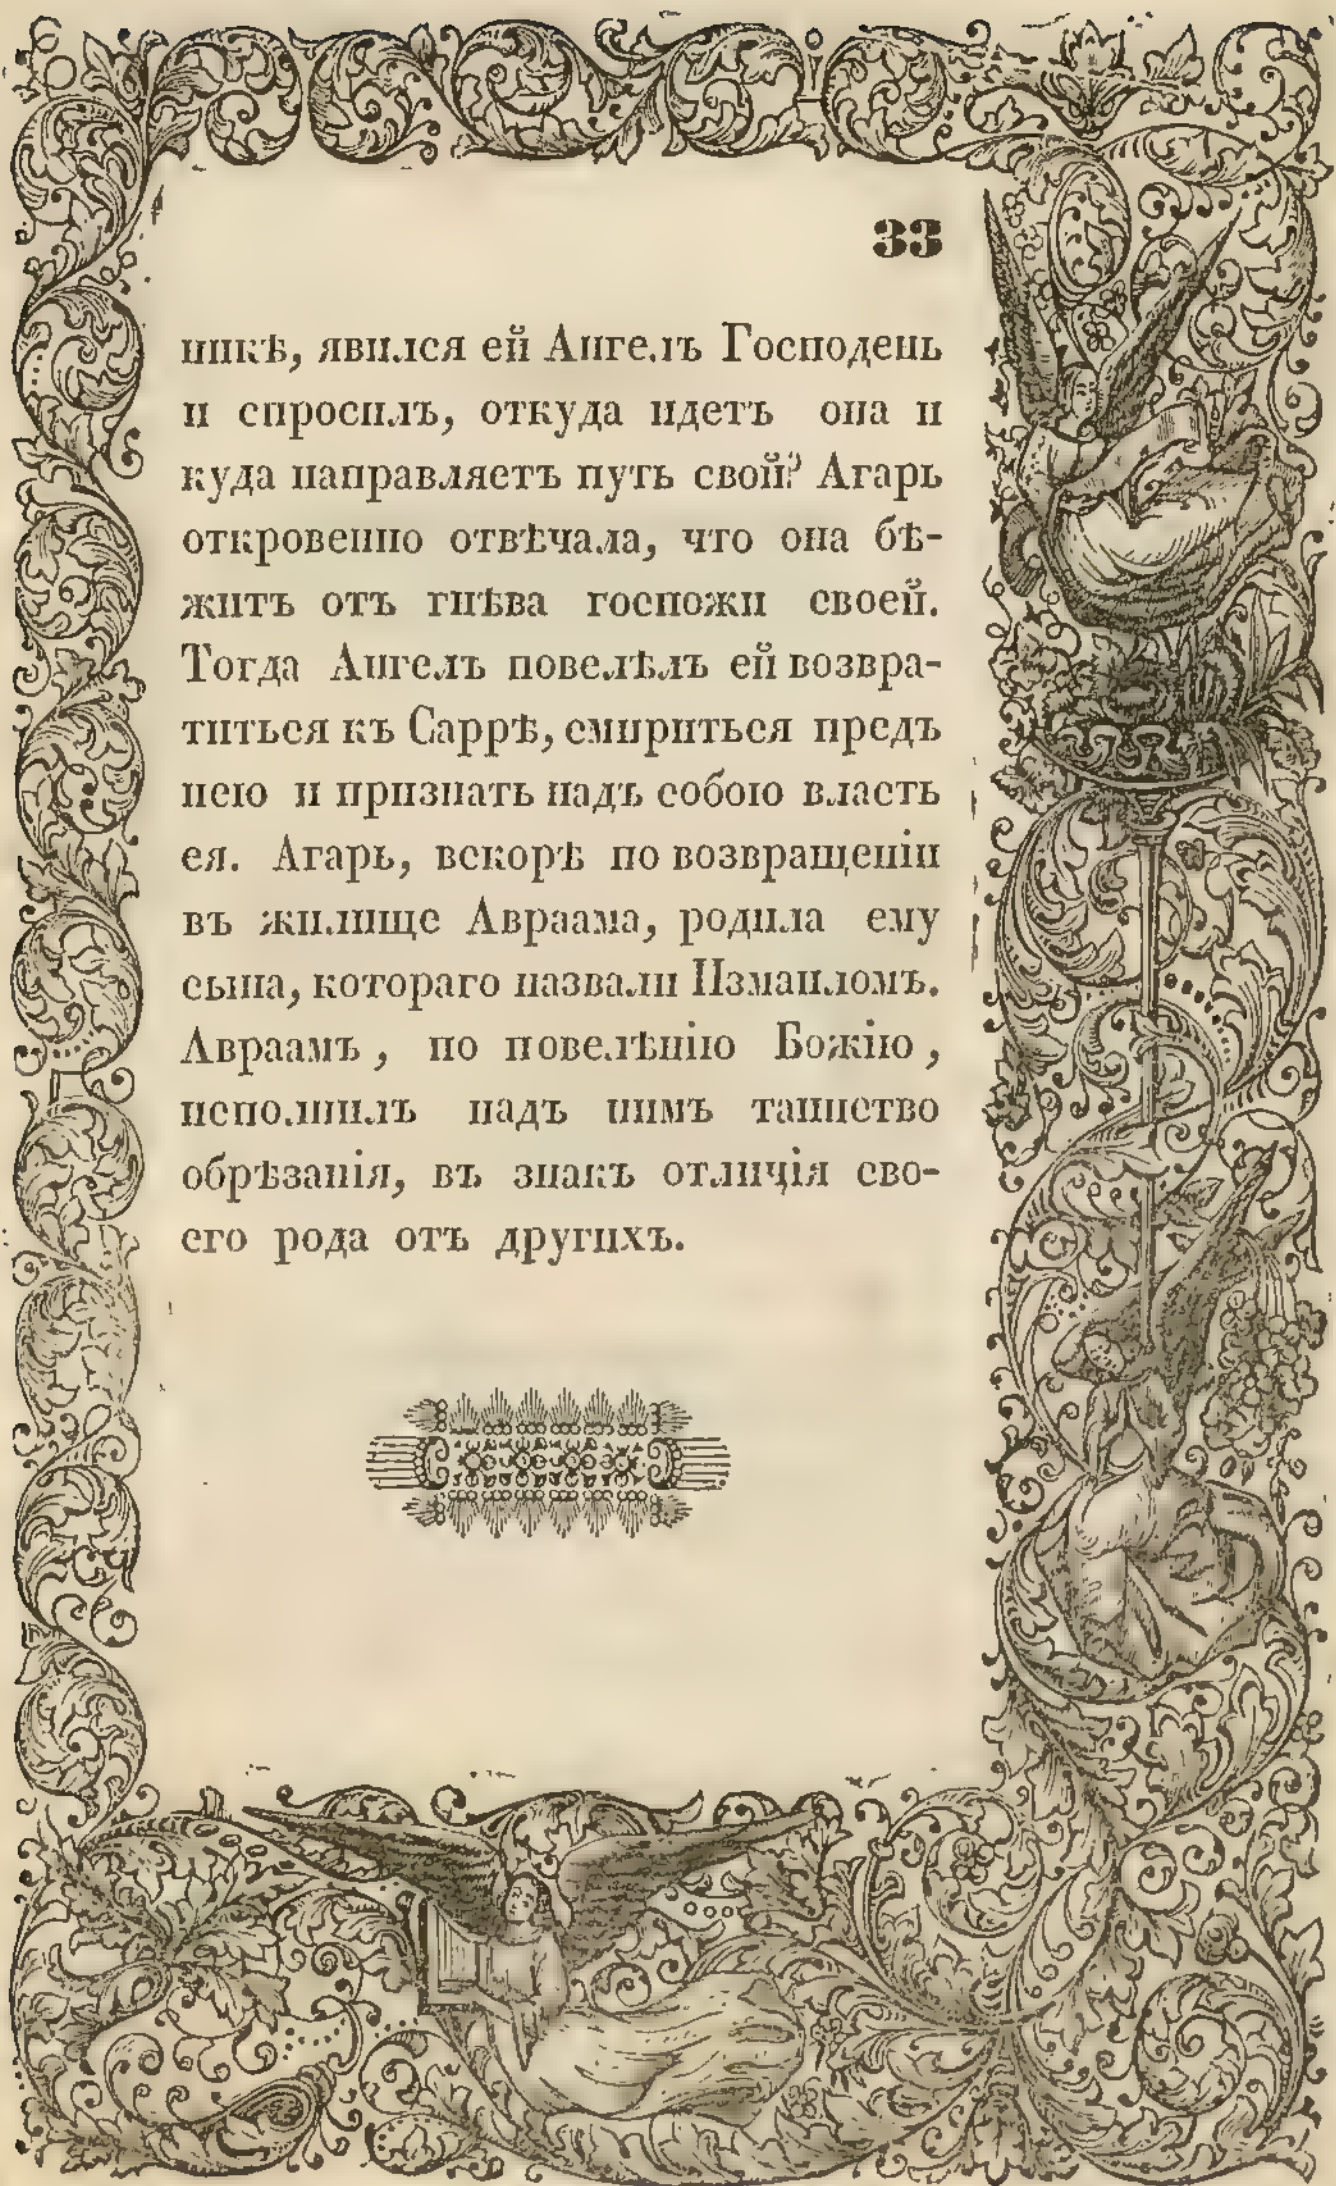 33
никѣ, явился ей Ангелъ Господень
и спросилъ, откуда идетъ она и
куда направляетъ путь свой? Агарь
откровенно отвѣчала, что она бѣ-
житъ отъ гнѣва госпожи своей.
Тогда Ангелъ повелѣлъ ей возвра-
титься къ Саррѣ, смириться предъ
нею и признать надъ собою власть
ея. Агарь, вскорѣ по возвращеніи
въ жилище Авраама, родила ему
сына, котораго назвали Измаиломъ.
Авраамъ, по повелѣнію Божію,
исполнилъ надъ нимъ таинство
обрѣзанія, въ знакъ отличія сво-
его рода отъ другихъ.